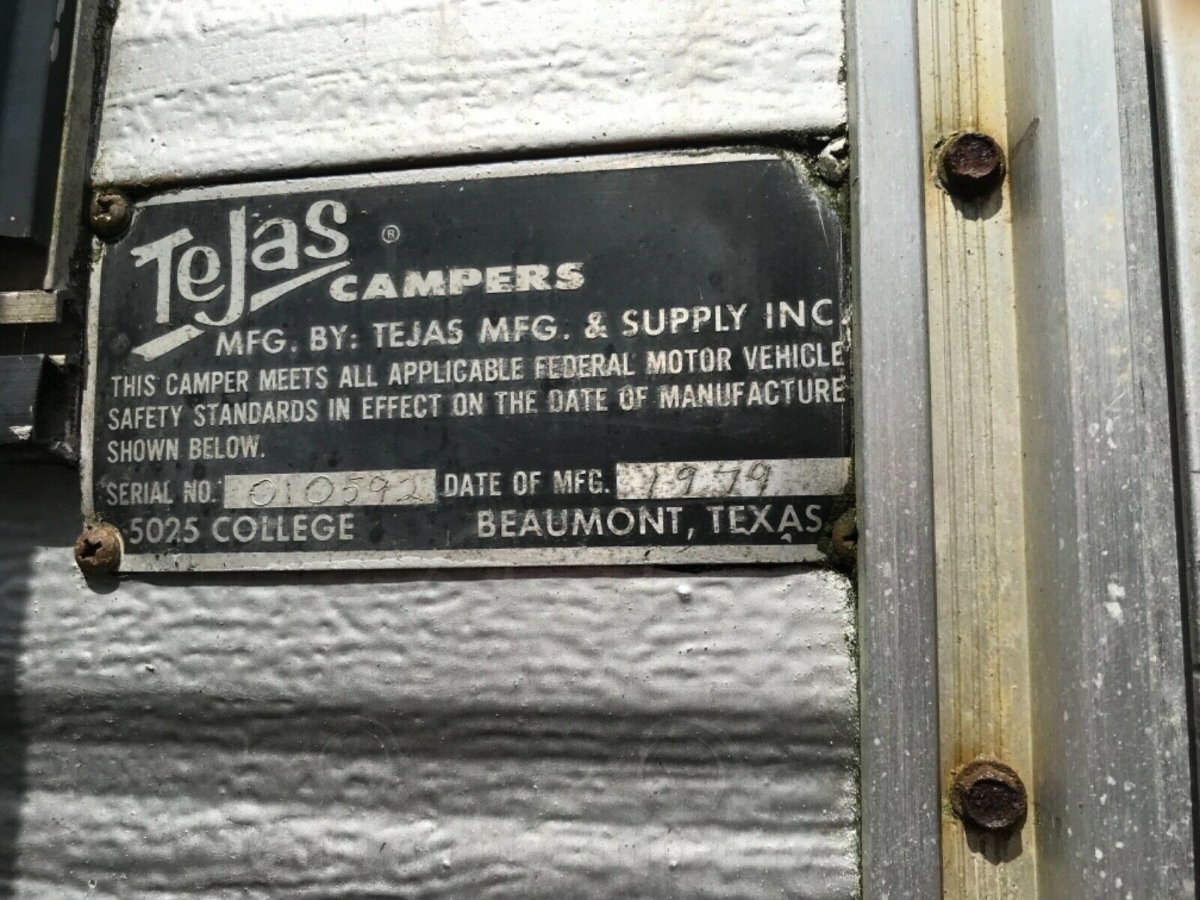 Tejas ®
CAMPERS
MFG. BY: TEJAS MFG. & SUPPLY INC.
THIS CAMPER MEETS ALL APPLICABLE FEDERAL MOTOR VEHICLE
SAFETY STANDARDS IN EFFECT ON THE DATE OF MANUFACTURE
SHOWN BELOW.
SERIAL NO. 010592 DATE OF MFG. 1979
5025 COLLEGE BEAUMONT, TEXAS